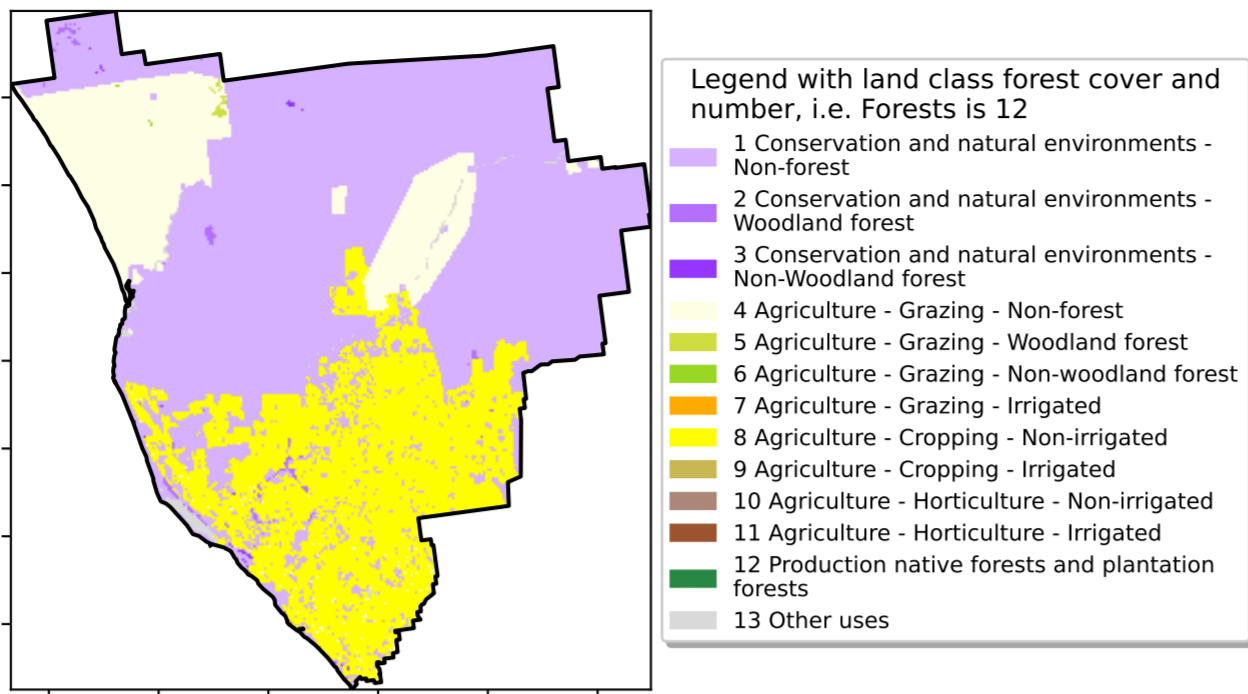 Legend with land class forest cover and
number, i.e. Forests is 12
1 Conservation and natural environments -
Non-forest
2 Conservation and natural environments -
Woodland forest
3 Conservation and natural environments -
Non-Woodland forest
4 Agriculture - Grazing - Non-forest
5 Agriculture - Grazing - Woodland forest
6 Agriculture - Grazing - Non-woodland forest
7 Agriculture - Grazing - Irrigated
8 Agriculture - Cropping - Non-irrigated
9 Agriculture - Cropping - Irrigated
10 Agriculture - Horticulture - Non-irrigated
11 Agriculture - Horticulture - Irrigated
12 Production native forests and plantation
forests
13 Other uses